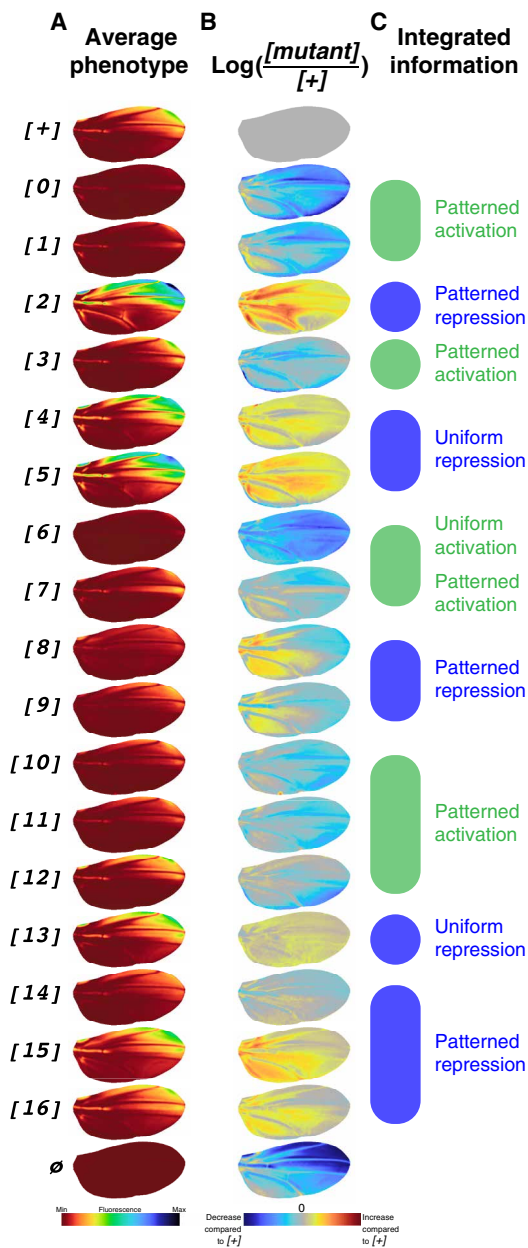 A
Average
phenotype
B
Log([mutant]/[+])
C
Integrated
information
[+]
[0]
[1]
Patterned
activation
[2]
Patterned
repression
[3]
Patterned
activation
[4]
[5]
Uniform
repression
[6]
Uniform
activation
[7]
Patterned
activation
[8]
[9]
Patterned
repression
[10]
[11]
[12]
Patterned
activation
[13]
Uniform
repression
[14]
[15]
[16]
Patterned
repression
ø
Min Fluorescence Max
0
Decrease
compared
to [+]
Increase
compared
to [+]